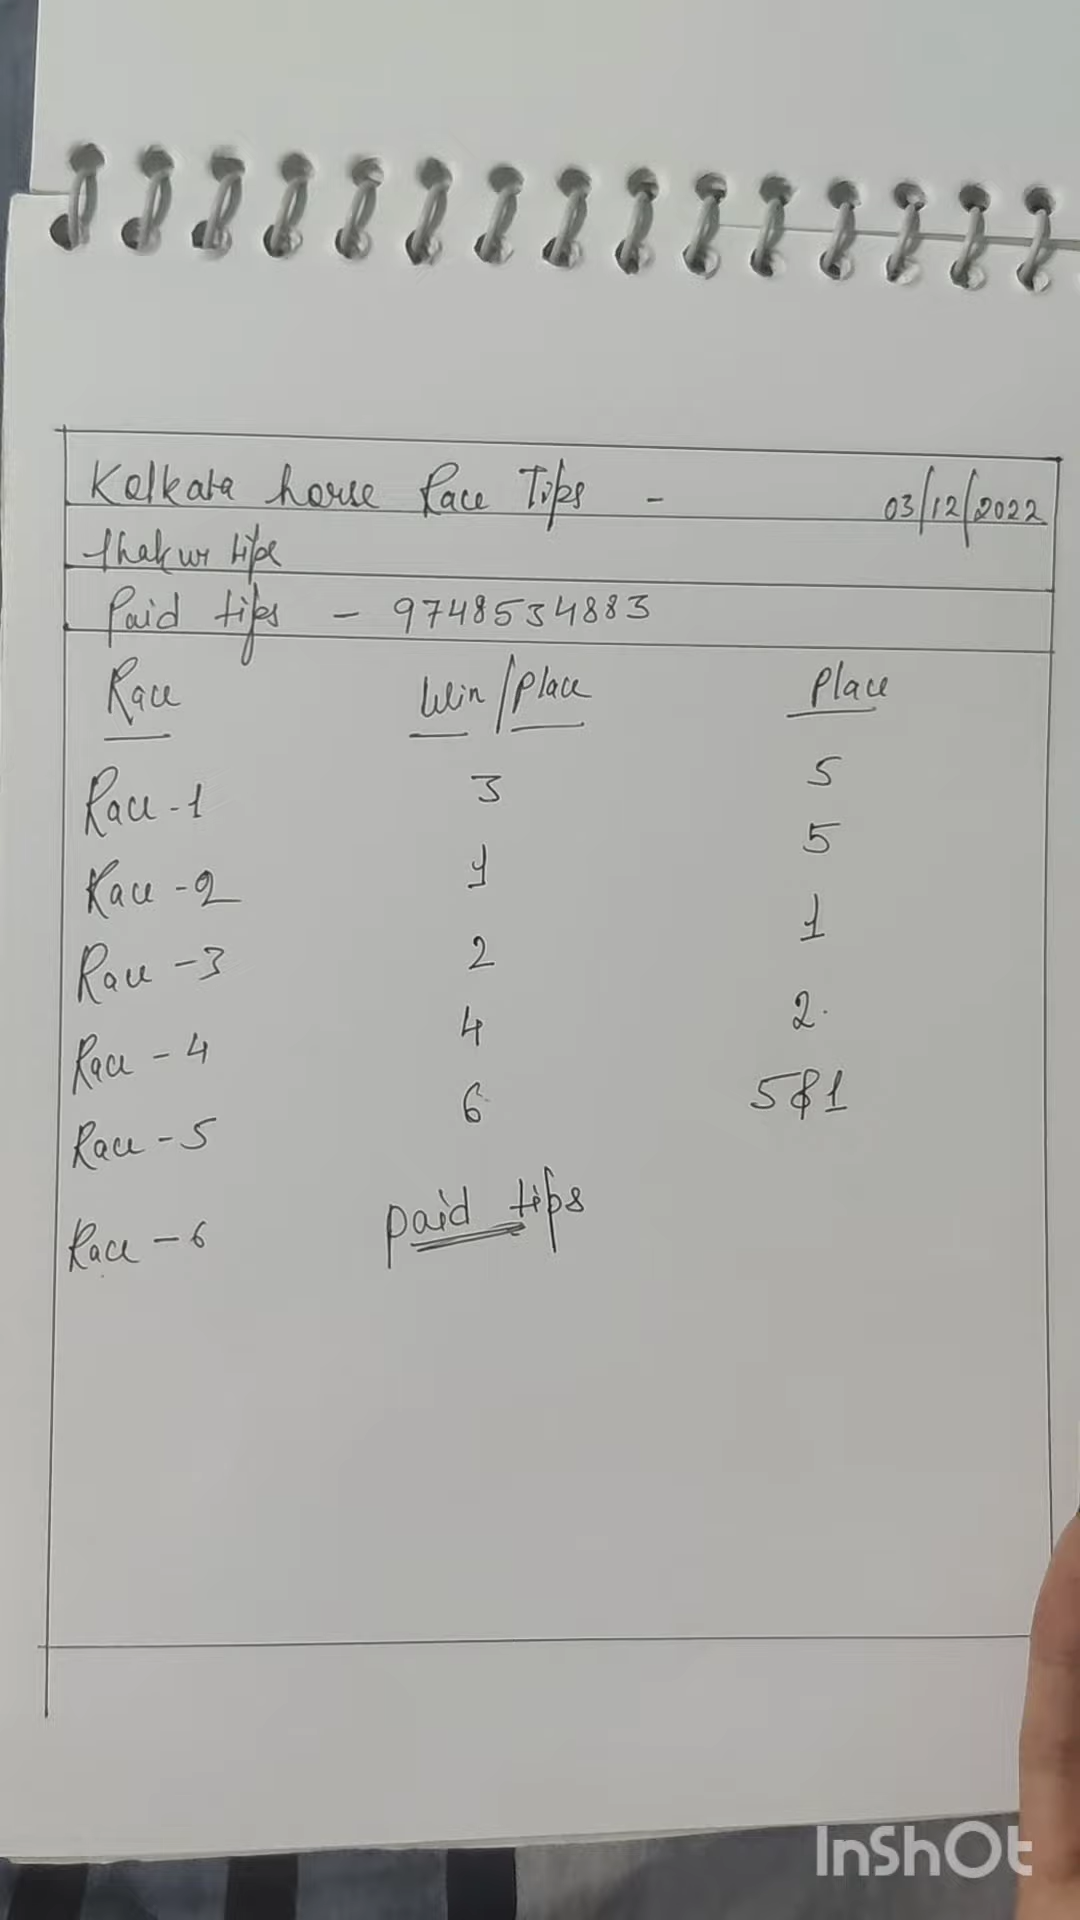 Kolkata horse Race Tips - 03/12/2022
thakur tips
Paid tips - 9748534883
Race Win/Place Place
Race-1 3 5
Race-2 1 5
Race-3 2 1
Race-4 4 2.
Race-5 6 5&1
Race-6 paid tips
InShOt